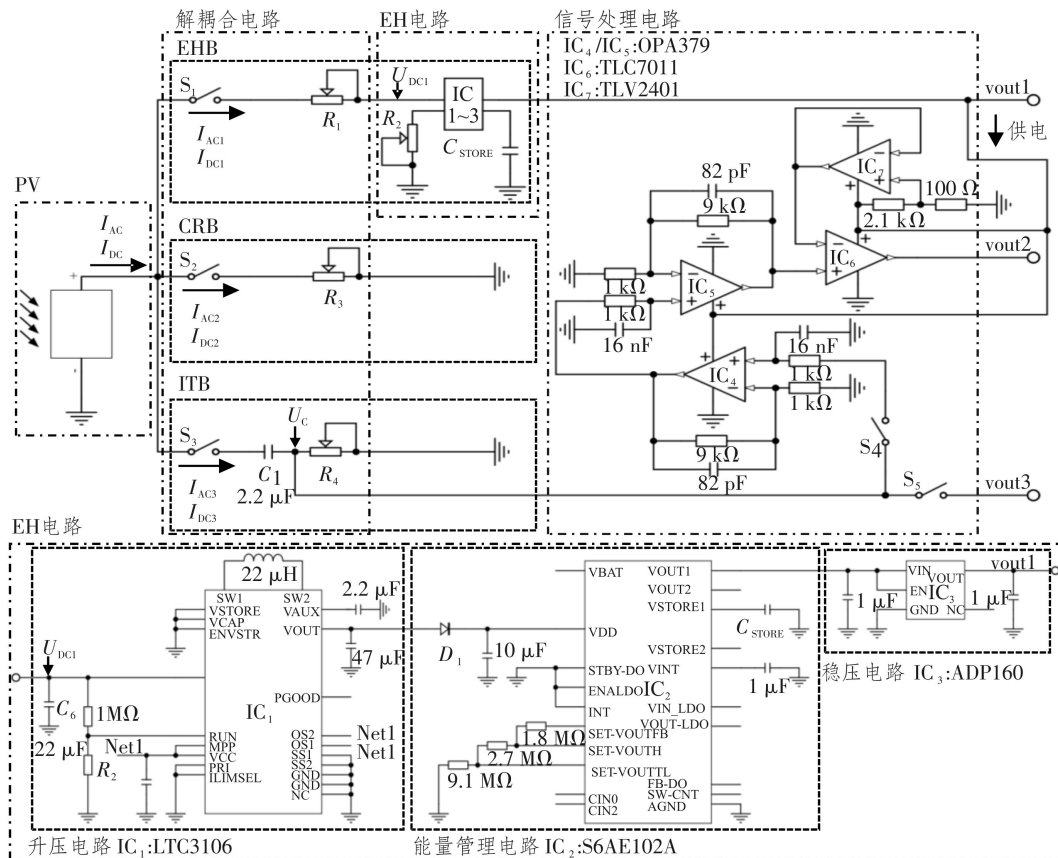 解耦合电路
EH电路
信号处理电路
EHB
IC4/IC5:OPA379
IC6:TLC7011
IC7:TLV2401
S1
R1
UDC1
R2
IC
1~3
CSTORE
IAC1
IDC1
vout1
供电
IC7
100 Ω
2.1 kΩ
82 pF
9 kΩ
PV
IAC
IDC
+
-
CRB
S2
R3
IAC2
IDC2
IC5
1 kΩ
1 kΩ
16 nF
IC6
vout2
IC4
16 nF
1 kΩ
1 kΩ
9 kΩ
82 pF
ITB
S3
UC
C1
2.2 μF
R4
IAC3
IDC3
S4
S5
vout3
EH电路
22 μH
SW1
SW2
VSTORE
VCAP
ENVSTR
VAUX
VOUT
2.2 μF
47 μF
PGOOD
IC1
UDC1
C6
22 μF
1MΩ
R2
Net1
RUN
MPP
VCC
PRI
ILIMSEL
OS2
OS1
SS1
SS2
GND
GND
NC
Net1
Net1
升压电路 IC1:LTC3106
D1
10 μF
VBAT
VDD
STBY-DO
ENALDO
INT
SET-VOUTFB
SET-VOUTH
SET-VOUTTL
CIN0
CIN2
VOUT1
VOUT2
VSTORE1
VSTORE2
VINT
IC2
VIN_LDO
VOUT-LDO
FB-DO
SW-CNT
AGND
CSTORE
1 μF
1.8 MΩ
2.7 MΩ
9.1 MΩ
能量管理电路 IC2:S6AE102A
VIN
VOUT
EN
IC3
GND
NC
vout1
1 μF
1 μF
稳压电路 IC3:ADP160